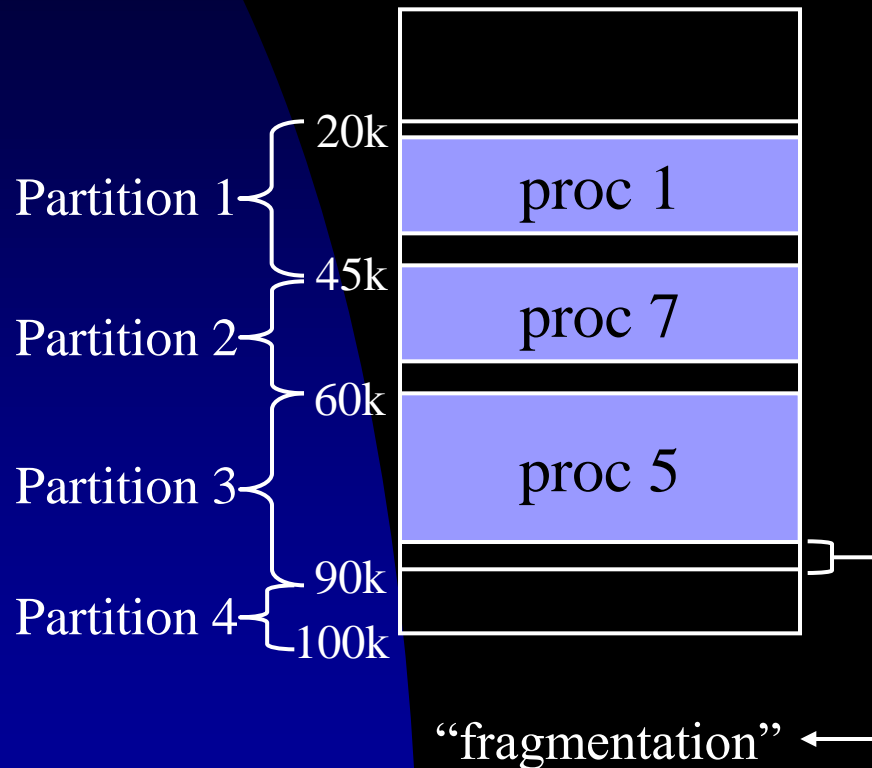 20k
proc 1
Partition 1
45k
proc 7
Partition 2
60k
proc 5
Partition 3
90k
Partition 4
100k
“fragmentation”